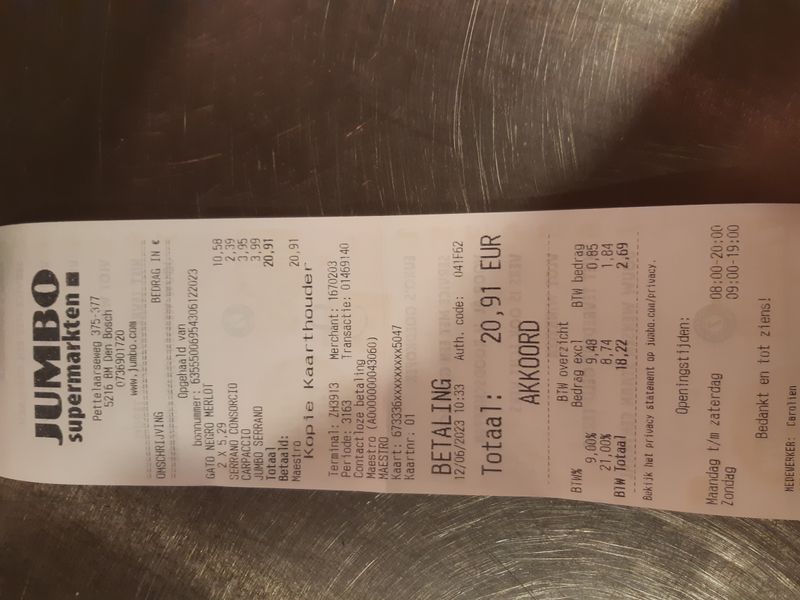 JUMBO
supermarkten
Pettelaarseweg 375-377
5216 BM Den Bosch
0736901720
www.jumbo.com
OMSCHRIJVING BEDRAG IN €
Opgehaald van
bonnummer: 63555006954306122023
GATO NEGRO MERLOT
2 X 5,29 10,58
SERRANO CONSORCIO 2,39
CARPACCIO 3,95
JUMBO SERRANO 3,99
Totaal 20,91
Betaald:
Maestro 20,91
Kopie Kaarthouder
Terminal: ZH3913 Merchant: 1670203
Periode: 3163 Transactie: 01469140
Contactloze betaling
Maestro (A0000000043060)
MAESTRO
Kaart: 673336xxxxxxxxx5047
Kaartnr: 01
BETALING
12/06/2023 10:33 Auth. code: 041F62
Totaal: 20,91 EUR
AKKOORD
BTW overzicht
BTW% Bedrag excl BTW bedrag
9,00% 9,48 0,85
21,00% 8,74 1,84
BTW Totaal 18,22 2,69
Bekijk het privacy statement op jumbo.com/privacy.
Openingstijden:
Maandag t/m zaterdag 08:00-20:00
Zondag 09:00-19:00
Bedankt en tot ziens!
MEDEWERKER: Carolien